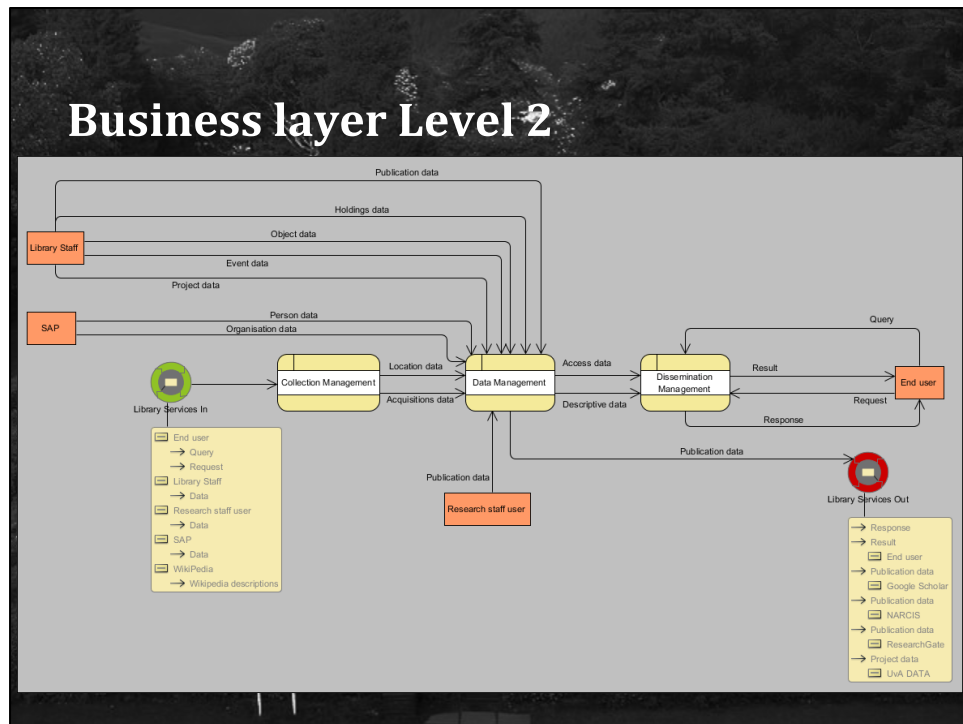 Business layer Level 2
Publication data
Holdings data
Object data
Library Staff
Event data
Project data
Person data
SAP
Organisation data
Query
Location data
Access data
Result
Collection Management
Data Management
Dissemination
Management
End user
Acquisitions data
Descriptive data
Request
Library Services In
Response
End user
Query
Request
Library Staff
Data
Research staff user
Data
SAP
Data
WikiPedia
Wikipedia descriptions
Publication data
Publication data
Research staff user
Library Services Out
Response
Result
End user
Publication data
Google Scholar
Publication data
NARCIS
Publication data
ResearchGate
Project data
UvA DATA